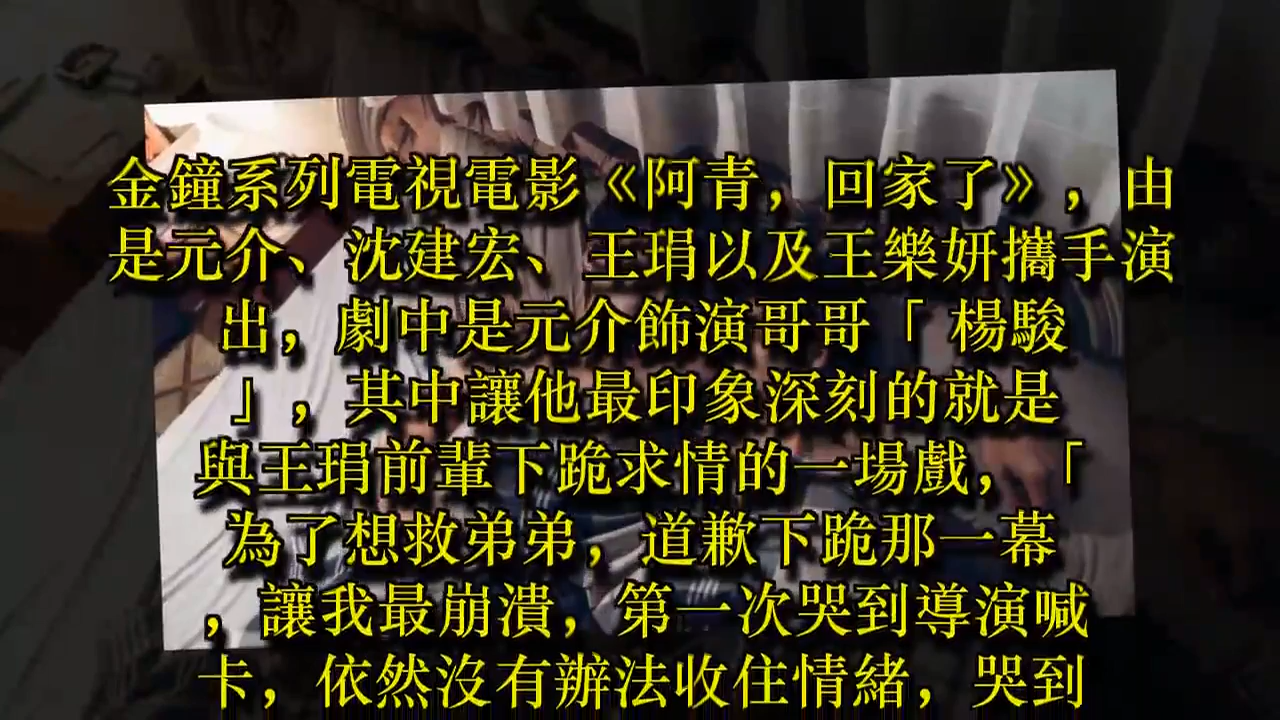 金鐘系列電視電影《阿青，回家了》，由
是元介、沈建宏、王琄以及王樂妍攜手演
出，劇中是元介飾演哥哥「 楊駿
」，其中讓他最印象深刻的就是
與王琄前輩下跪求情的一場戲，「
為了想救弟弟，道歉下跪那一幕
，讓我最崩潰，第一次哭到導演喊
卡，依然沒有辦法收住情緒，哭到